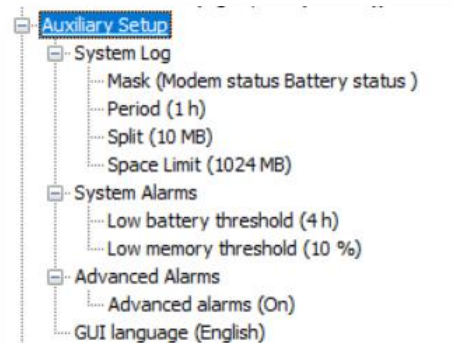 Auxiliary Setup
System Log
Mask (Modem status Battery status )
Period (1 h)
Split (10 MB)
Space Limit (1024 MB)
System Alarms
Low battery threshold (4 h)
Low memory threshold (10 %)
Advanced Alarms
Advanced alarms (On)
GUI language (English)